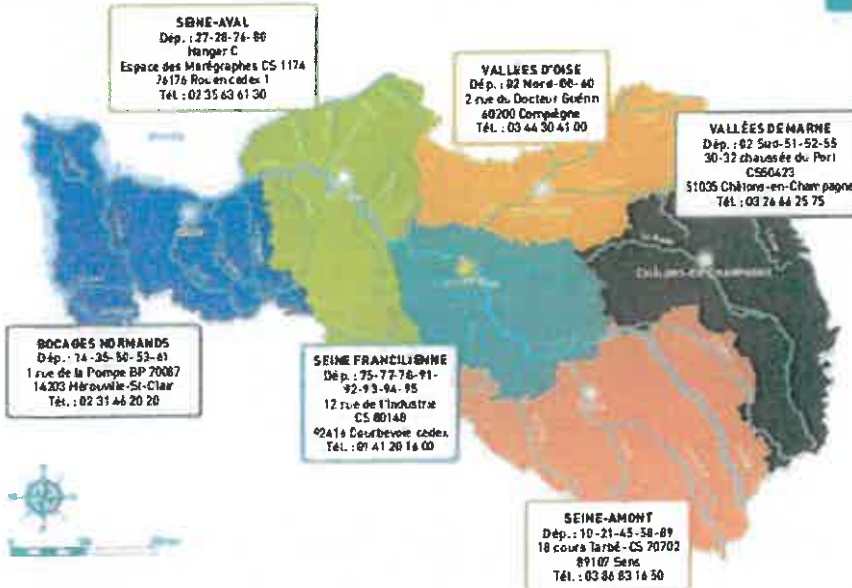 SEINE-AVAL
Dép. : 27-28-76-80
Hangar C
Espace des Marégraphes CS 1174
76176 Rouen cedex 1
Tél. : 02 35 63 61 30
VALLÉES D'OISE
Dép. : 02 Nord-08-60
2 rue du Docteur Guérin
60200 Compiègne
Tél. : 03 44 30 41 00
VALLÉES DE MARNE
Dép. : 02 Sud-51-52-55
30-32 chaussée du Port
CS50423
51035 Châlons-en-Champagne
Tél. : 03 26 66 25 75
CHÂLONS-EN-CHAMPAGNE
BOCAGES NORMANDS
Dép. : 14-35-50-53-61
1 rue de la Pompe BP 70087
14203 Hérouville-St-Clair
Tél. : 02 31 46 20 20
SEINE FRANCILIENNE
Dép. : 75-77-78-91-
92-93-94-95
12 rue de l'Industrie
CS 80148
92416 Courbevoie cedex
Tél. : 01 41 20 16 00
SEINE-AMONT
Dép. : 10-21-45-58-89
18 cours Tarbé - CS 70702
89107 Sens
Tél. : 03 86 83 16 50